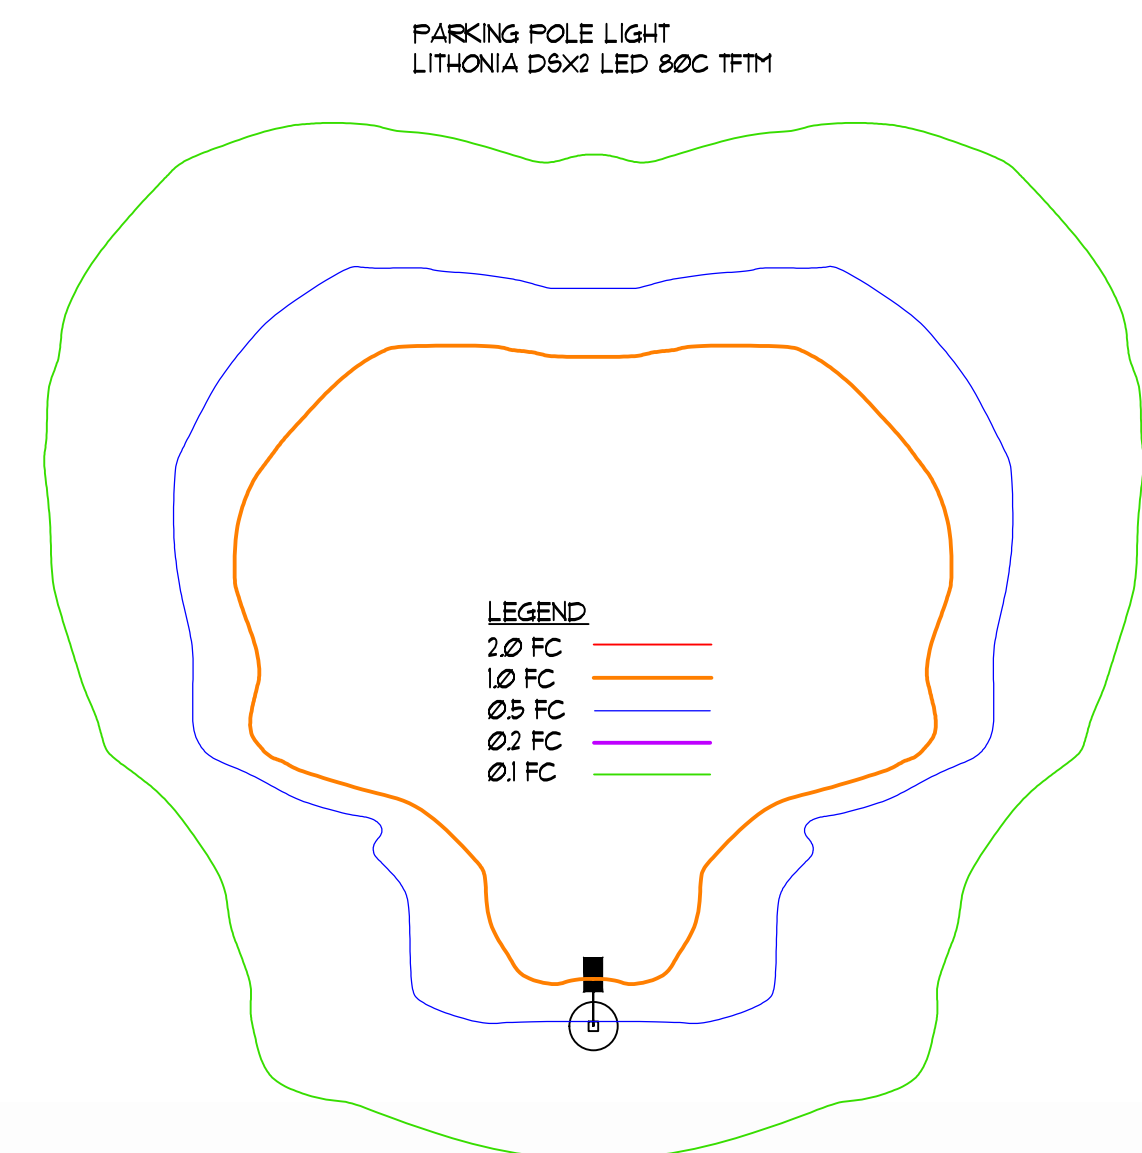 PARKING POLE LIGHT
LITHONIA DSX2 LED 80C TFTM
LEGEND
2.0 FC
1.0 FC
0.5 FC
0.2 FC
0.1 FC